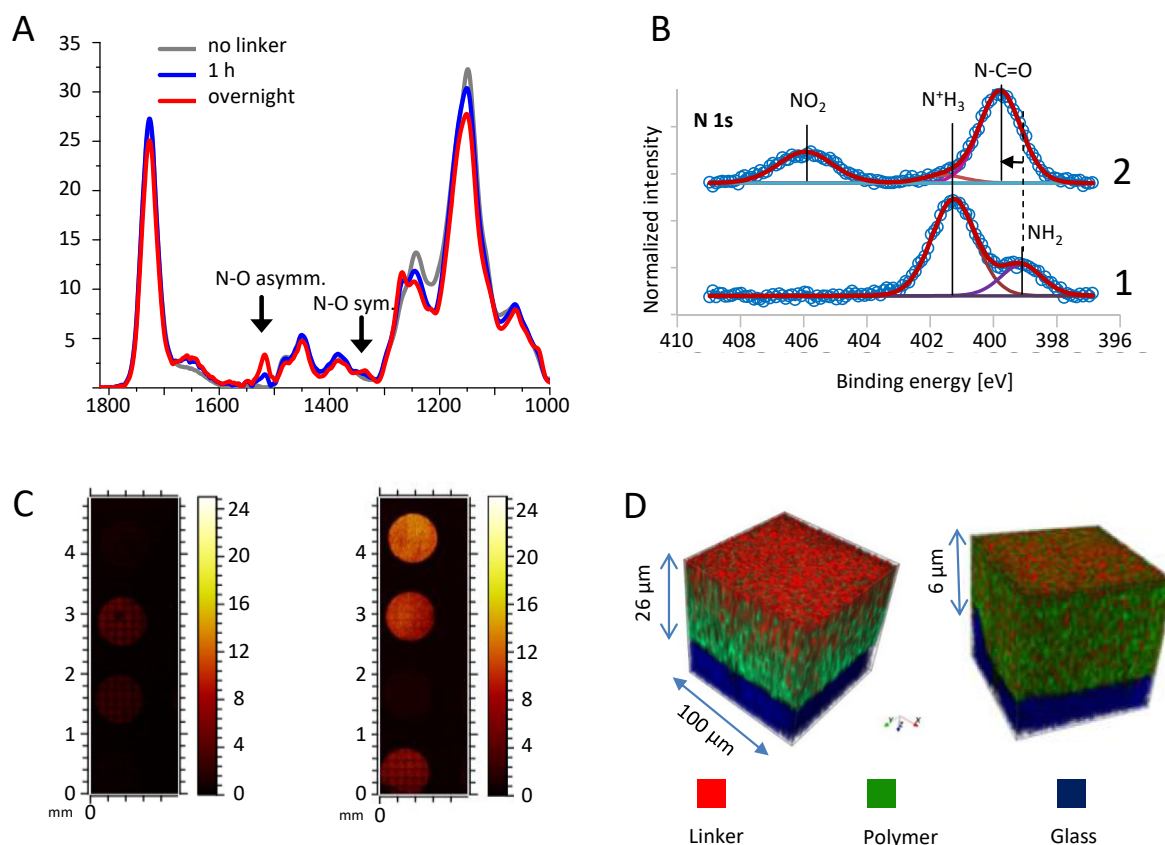 A
no linker
1 h
overnight
35
30
25
20
15
10
5
N-O asymm.
N-O sym.
1800 1600 1400 1200 1000
B
N-C=O
N⁺H₃
NO₂
N 1s
2
NH₂
1
Normalized intensity
410 408 406 404 402 400 398 396
Binding energy [eV]
C
24
20
16
12
8
4
0
4
3
2
1
0
mm 0
24
20
16
12
8
4
0
4
3
2
1
0
mm 0
D
26 µm
100 µm
6 µm
Y Z X
Linker Polymer Glass